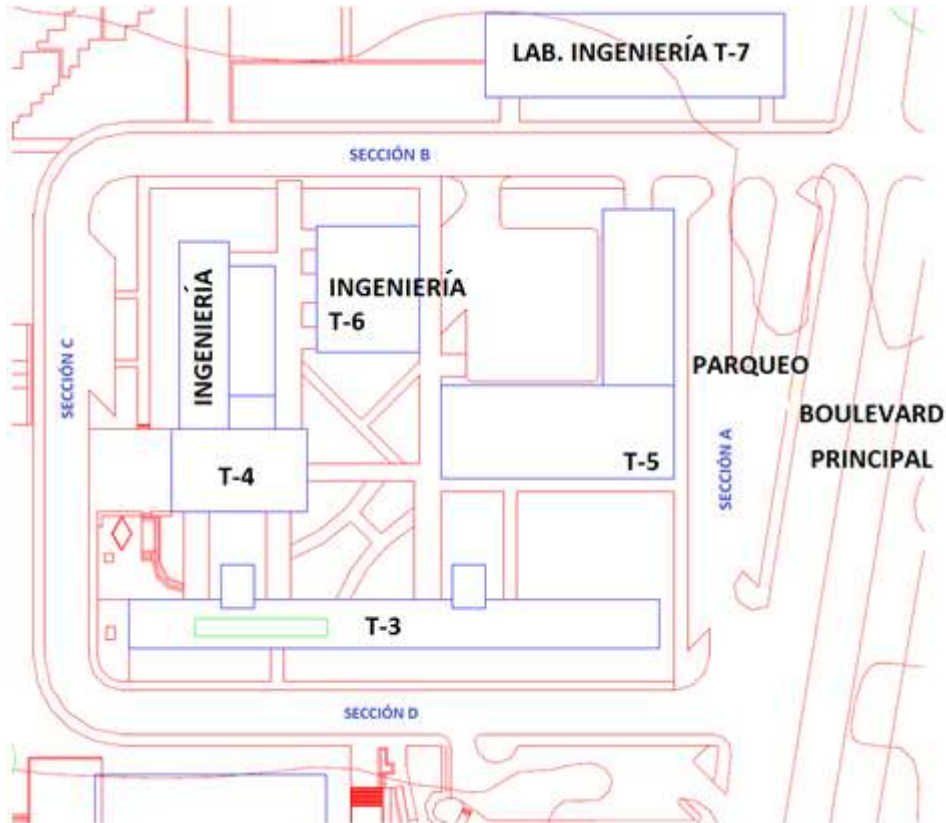 LAB. INGENIERÍA T-7
SECCIÓN B
INGENIERÍA
INGENIERÍA
T-6
SECCIÓN C
PARQUEO
BOULEVARD
PRINCIPAL
SECCIÓN A
T-4
T-5
T-3
SECCIÓN D